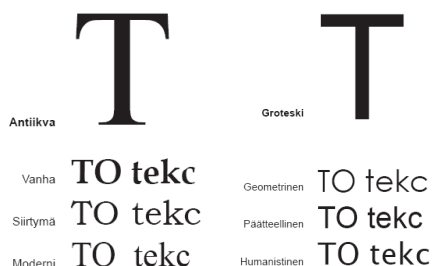 T
Antiikva
Vanha TO tekc
Siirtymä TO tekc
Moderni TO tekc
T
Groteski
Geometrinen TO tekc
Päätteellinen TO tekc
Humanistinen TO tekc